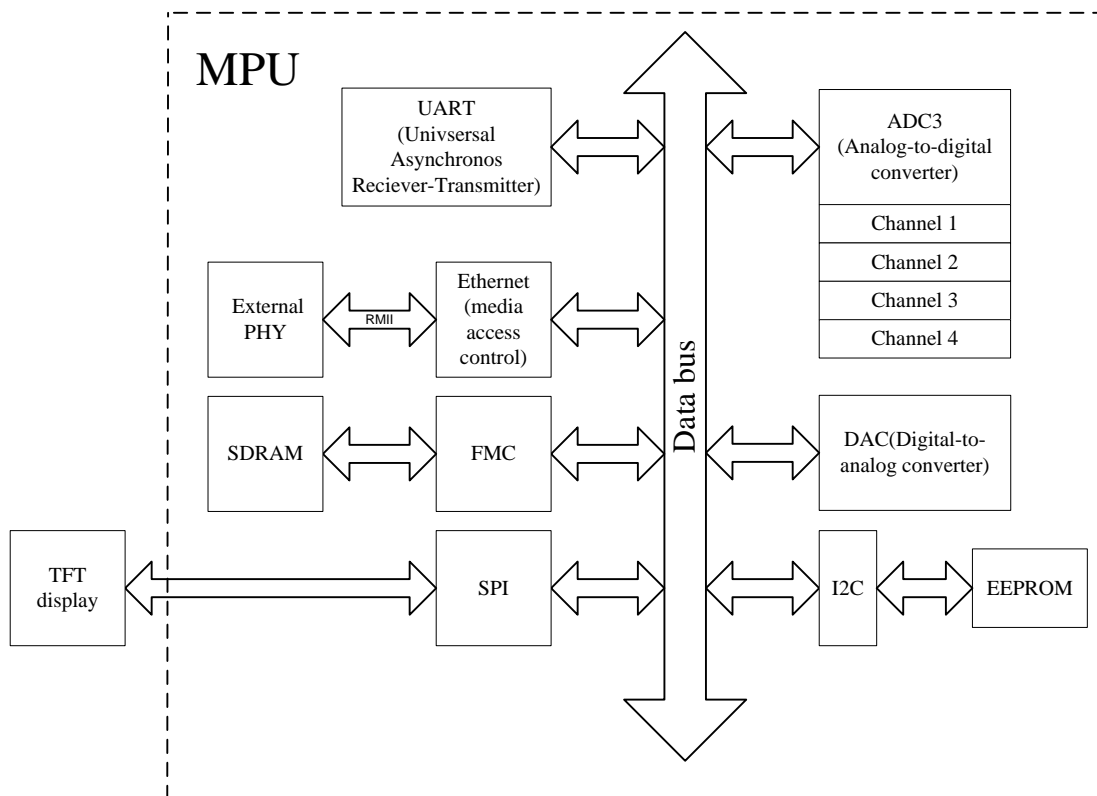 MPU
UART
(Univsersal
Asynchronos
Reciever-Transmitter)
ADC3
(Analog-to-digital
converter)
Channel 1
Channel 2
Channel 3
Channel 4
External
PHY
RMII
Ethernet
(media
access
control)
Data bus
SDRAM
FMC
DAC(Digital-to-
analog converter)
TFT
display
SPI
I2C
EEPROM